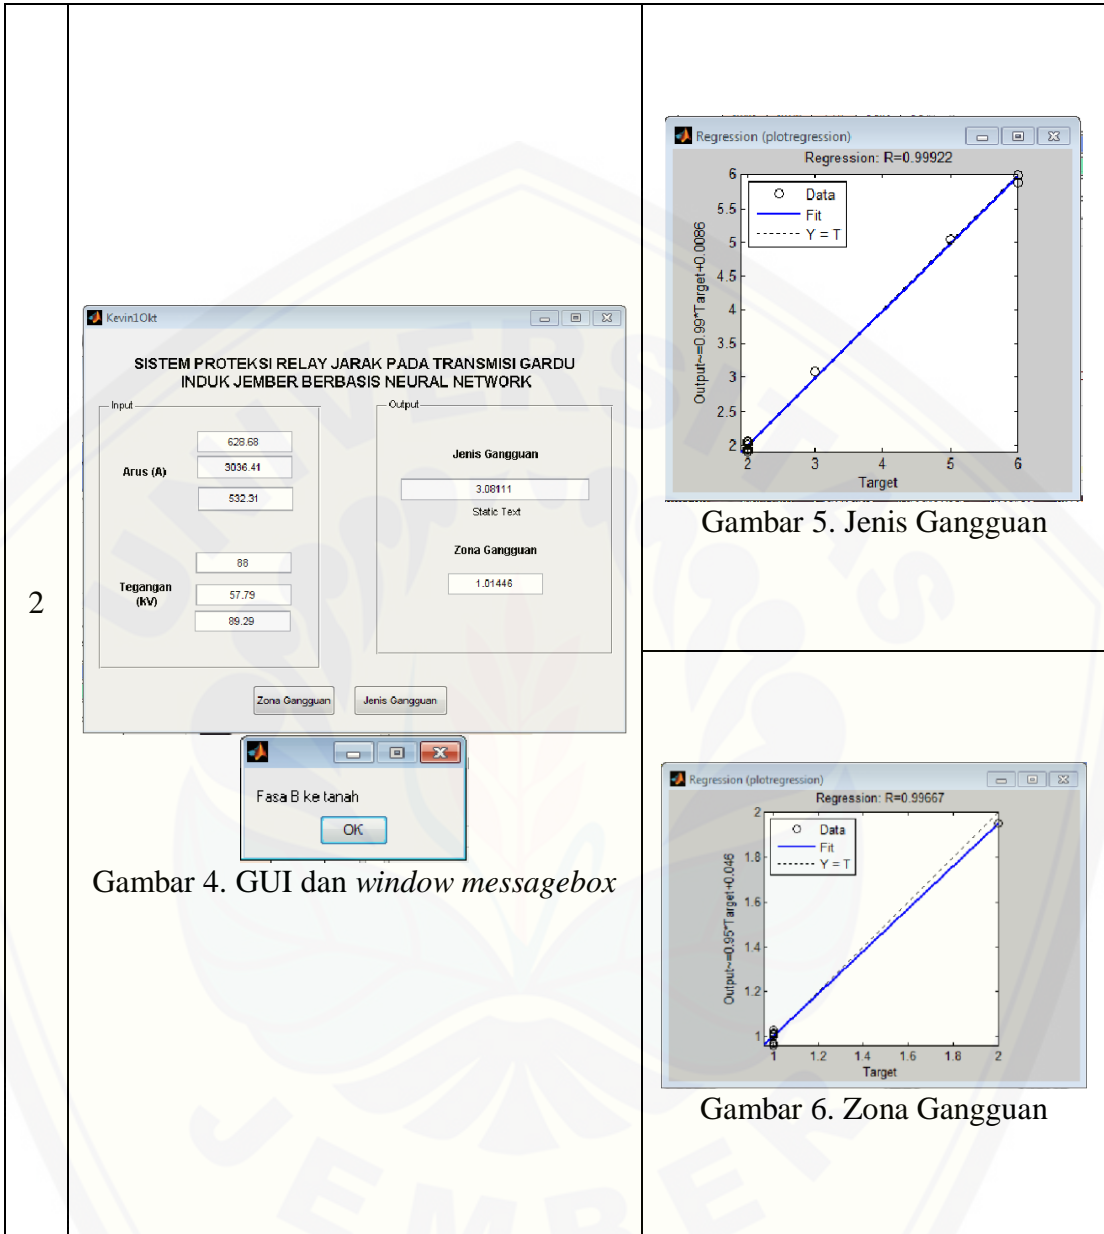 2
Kevin1Okt
SISTEM PROTEKSI RELAY JARAK PADA TRANSMISI GARDU
INDUK JEMBER BERBASIS NEURAL NETWORK
Input
Arus (A)
628.68
3036.41
532.31
Tegangan
(kV)
88
57.79
89.29
Output
Jenis Gangguan
3.08111
Static Text
Zona Gangguan
1.01446
Zona Gangguan
Jenis Gangguan
Fasa B ke tanah
OK
Gambar 4. GUI dan window messagebox
Regression (plotregression)
Regression: R=0.99922
Output~=0.99*Target+0.0086
6
5.5
5
4.5
4
3.5
3
2.5
2
Data
Fit
Y = T
2 3 4 5 6
Target
Gambar 5. Jenis Gangguan
Regression (plotregression)
Regression: R=0.99667
Output~=0.95*Target+0.046
2
1.8
1.6
1.4
1.2
1
Data
Fit
Y = T
1 1.2 1.4 1.6 1.8 2
Target
Gambar 6. Zona Gangguan
UNIVERSITAS
JEMBER